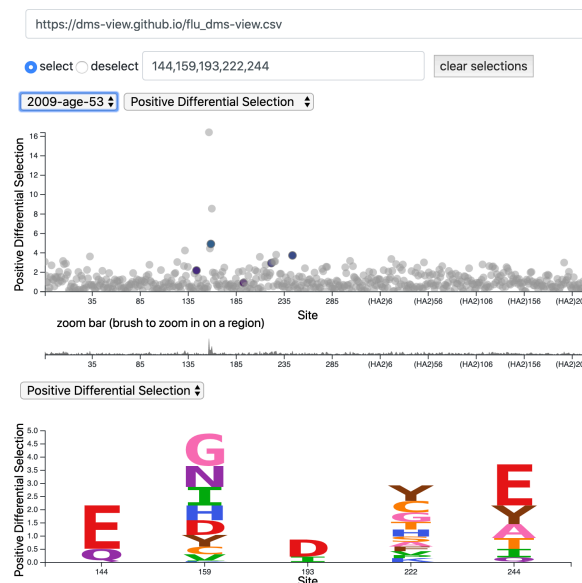 https://dms-view.github.io/flu_dms-view.csv
select deselect 144,159,193,222,244 clear selections
2009-age-53 Positive Differential Selection
Positive Differential Selection
16
14
12
10
8
6
4
2
0
35 85 135 185 235 285 (HA2)6 (HA2)56 (HA2)106 (HA2)156 (HA2)20
Site
zoom bar (brush to zoom in on a region)
35 85 135 185 235 285 (HA2)6 (HA2)56 (HA2)106 (HA2)156 (HA2)20
Positive Differential Selection
Positive Differential Selection
5.0
4.5
4.0
3.5
3.0
2.5
2.0
1.5
1.0
0.5
0.0
E Q
G N I H D Y C
D
Y C G I H
E Y A I H Q
144 159 193 222 244
Site